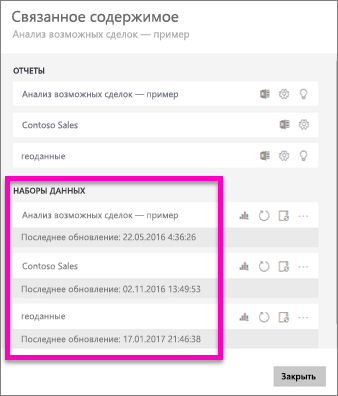 Связанное содержимое
Анализ возможных сделок — пример
ОТЧЕТЫ
Анализ возможных сделок — пример
Contoso Sales
геоданные
НАБОРЫ ДАННЫХ
Анализ возможных сделок — пример
Последнее обновление: 22.05.2016 4:36:26
Contoso Sales
Последнее обновление: 02.11.2016 13:49:53
геоданные
Последнее обновление: 17.01.2017 21:46:38
Закрыть